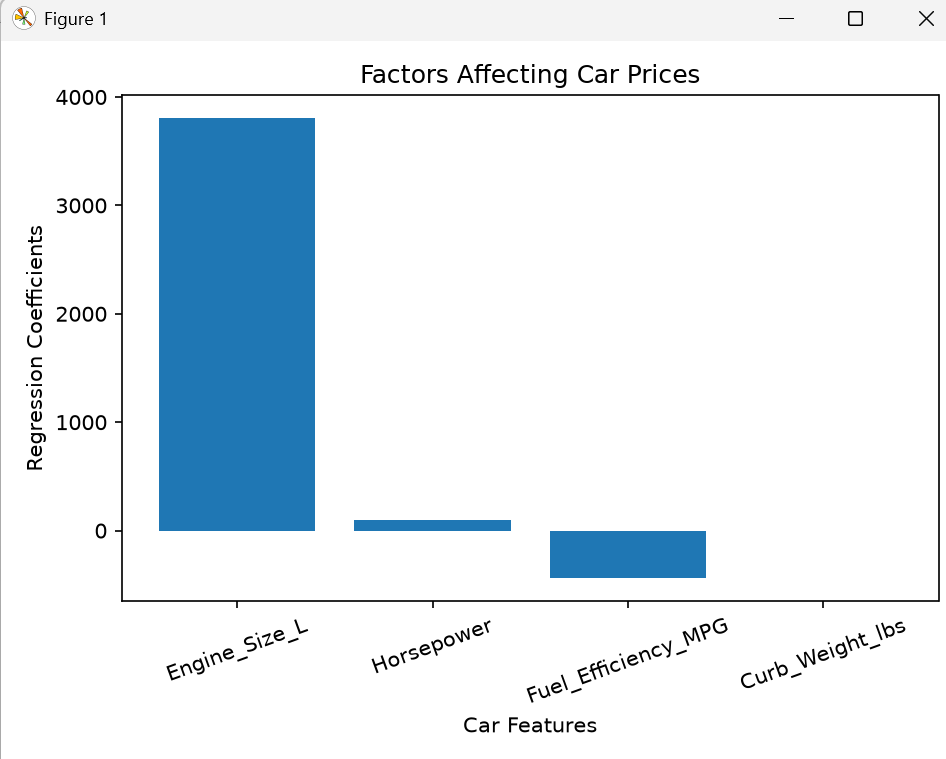 Figure 1
Factors Affecting Car Prices
4000
3000
2000
1000
0
Regression Coefficients
Engine_Size_L
Horsepower
Fuel_Efficiency_MPG
Curb_Weight_lbs
Car Features